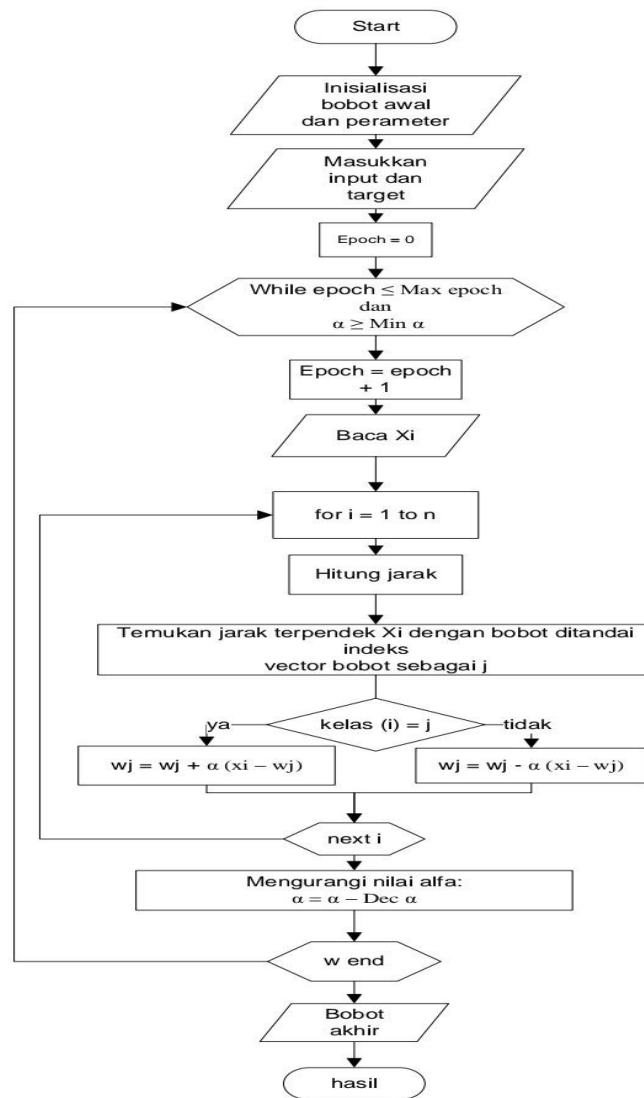 Start
Inisialisasi
bobot awal
dan perameter
Masukkan
input dan
target
Epoch = 0
While epoch ≤ Max epoch
dan
α ≥ Min α
Epoch = epoch
+ 1
Baca Xi
for i = 1 to n
Hitung jarak
Temukan jarak terpendek Xi dengan bobot ditandai
indeks
vector bobot sebagai j
ya
kelas (i) = j
tidak
wj = wj + α (xi – wj)
wj = wj - α (xi – wj)
next i
Mengurangi nilai alfa:
α = α – Dec α
w end
Bobot
akhir
hasil